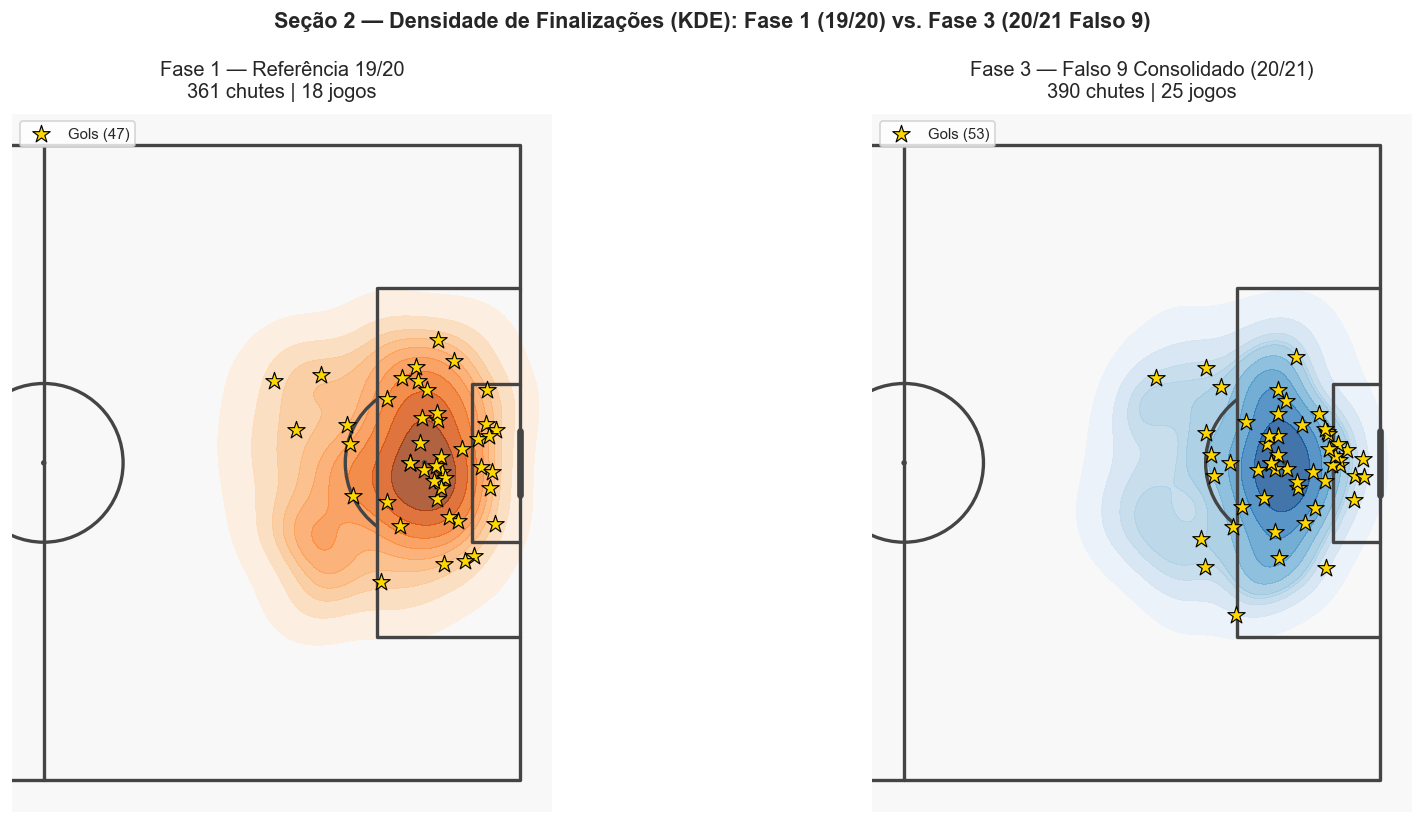 Seção 2 — Densidade de Finalizações (KDE): Fase 1 (19/20) vs. Fase 3 (20/21 Falso 9)
Fase 1 — Referência 19/20
361 chutes | 18 jogos
Gols (47)
Fase 3 — Falso 9 Consolidado (20/21)
390 chutes | 25 jogos
Gols (53)